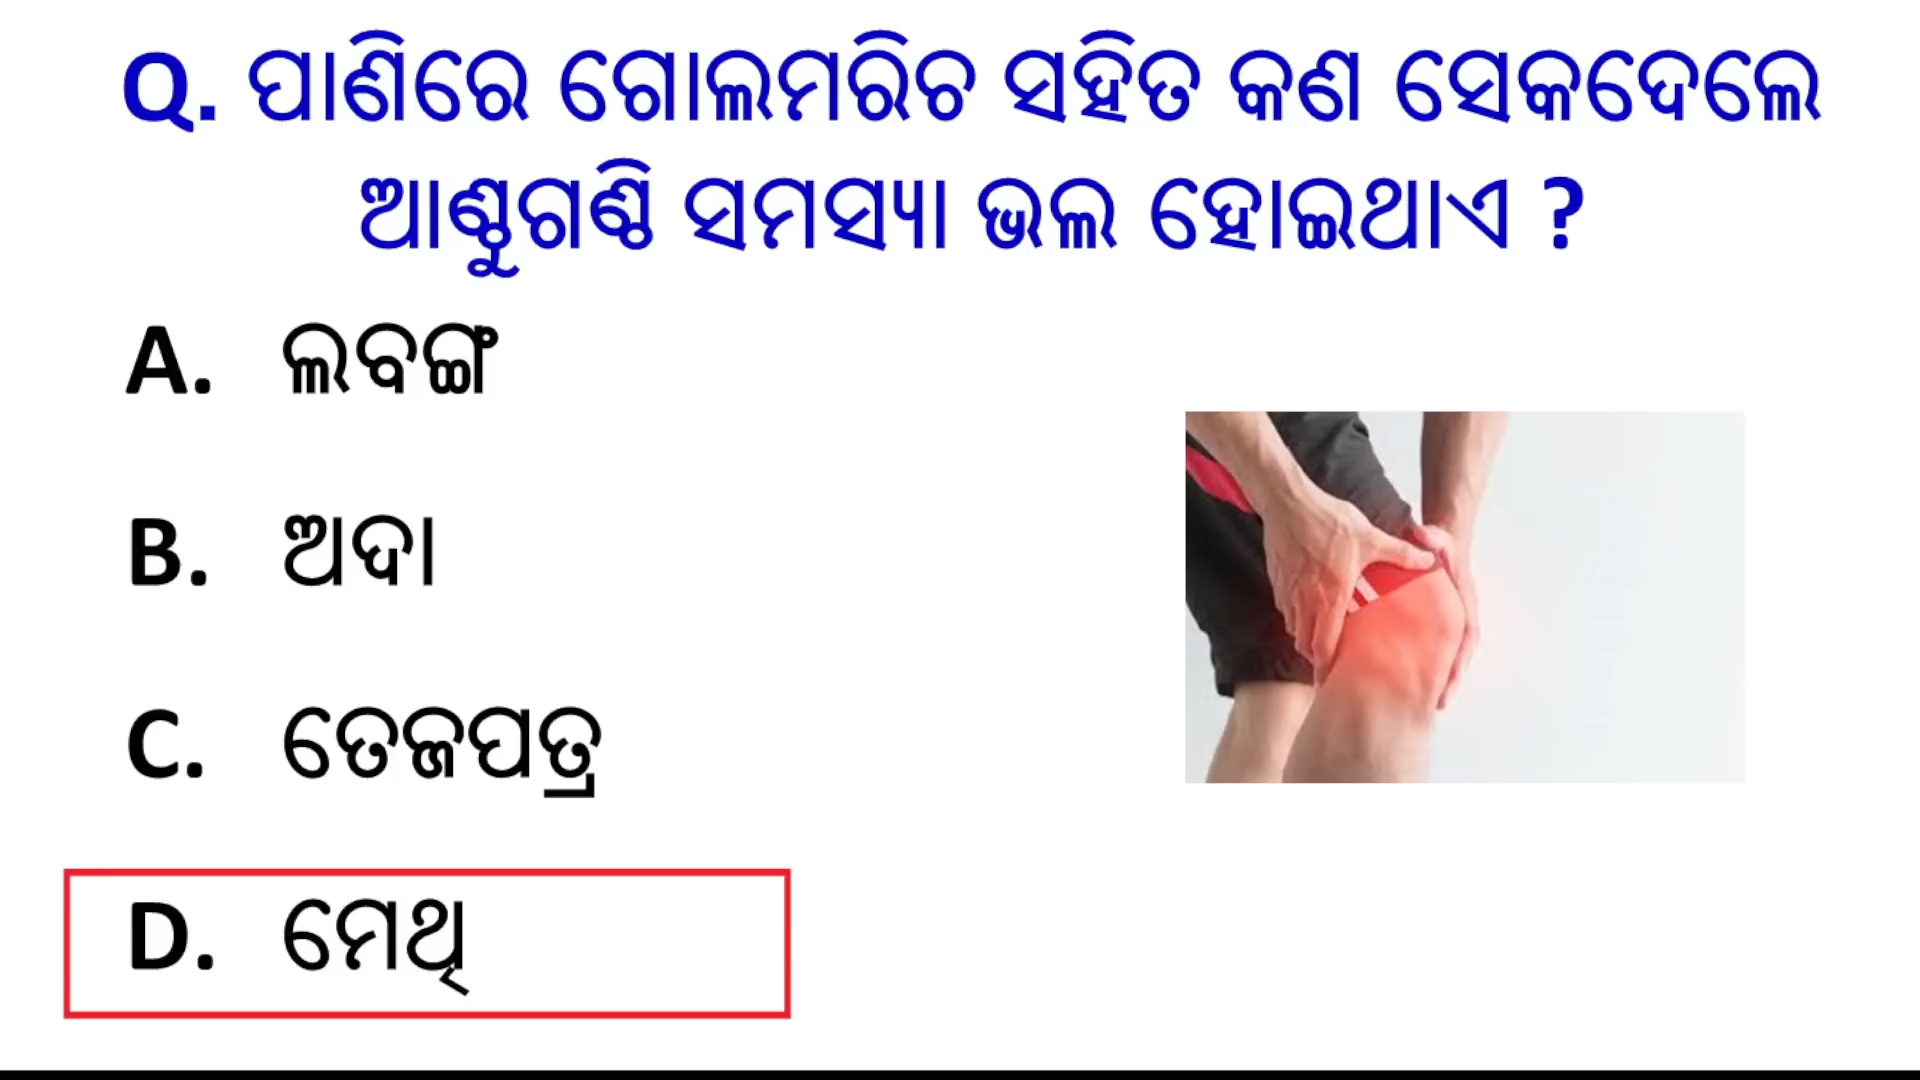 Q. ପାଣିରେ ଗୋଲମରିଚ ସହିତ କଣ ସେକଦେଲେ
ଆଣ୍ଠୁଗଣ୍ଠି ସମସ୍ୟା ଭଲ ହୋଇଥାଏ ?
A. ଲବଙ୍ଗ
B. ଅଦା
C. ତେଜପତ୍ର
D. ମେଥି